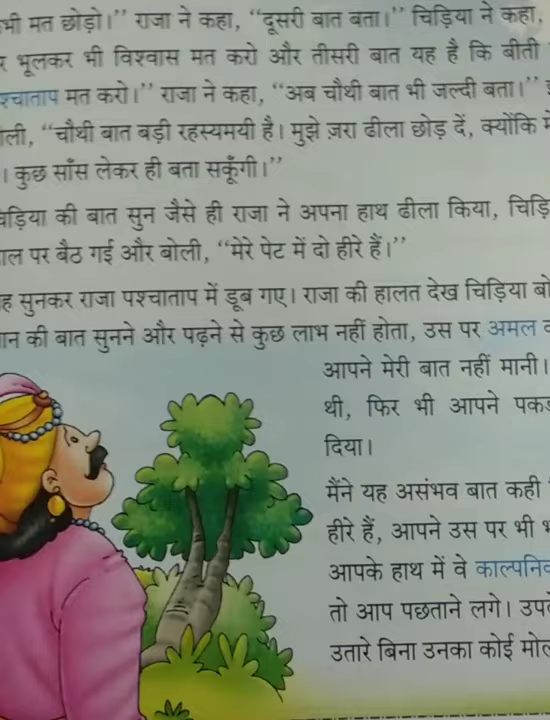 भी मत छोड़ो।” राजा ने कहा, “दूसरी बात बता।” चिड़िया ने कहा,
भूलकर भी विश्वास मत करो और तीसरी बात यह है कि बीती
श्चाताप मत करो।” राजा ने कहा, “अब चौथी बात भी जल्दी बता।”
ली, “चौथी बात बड़ी रहस्यमयी है। मुझे ज़रा ढीला छोड़ दें, क्योंकि
। कुछ साँस लेकर ही बता सकूँगी।”
चिड़िया की बात सुन जैसे ही राजा ने अपना हाथ ढीला किया, चिड़ि
ल पर बैठ गई और बोली, “मेरे पेट में दो हीरे हैं।”
ह सुनकर राजा पश्चाताप में डूब गए। राजा की हालत देख चिड़िया बो
ान की बात सुनने और पढ़ने से कुछ लाभ नहीं होता, उस पर अमल
आपने मेरी बात नहीं मानी।
थी, फिर भी आपने पकड़
दिया।
मैंने यह असंभव बात कही
हीरे हैं, आपने उस पर भी
आपके हाथ में वे काल्पनिक
तो आप पछताने लगे। उपदे
उतारे बिना उनका कोई मोल